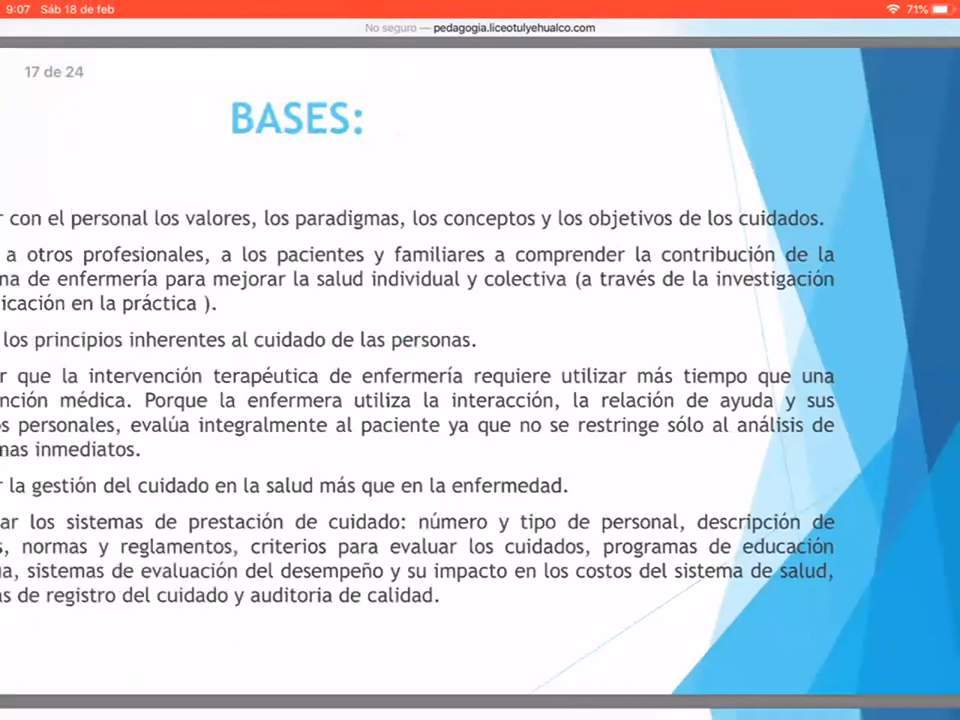 9:07 Sáb 18 de feb 71%
No seguro — pedagogia.liceotulyehualco.com
17 de 24
BASES:
con el personal los valores, los paradigmas, los conceptos y los objetivos de los cuidados.
a otros profesionales, a los pacientes y familiares a comprender la contribución de la
de enfermería para mejorar la salud individual y colectiva (a través de la investigación
en la práctica ).
los principios inherentes al cuidado de las personas.
que la intervención terapéutica de enfermería requiere utilizar más tiempo que una
médica. Porque la enfermera utiliza la interacción, la relación de ayuda y sus
personales, evalúa integralmente al paciente ya que no se restringe sólo al análisis de
inmediatos.
la gestión del cuidado en la salud más que en la enfermedad.
los sistemas de prestación de cuidado: número y tipo de personal, descripción de
normas y reglamentos, criterios para evaluar los cuidados, programas de educación
sistemas de evaluación del desempeño y su impacto en los costos del sistema de salud,
de registro del cuidado y auditoria de calidad.